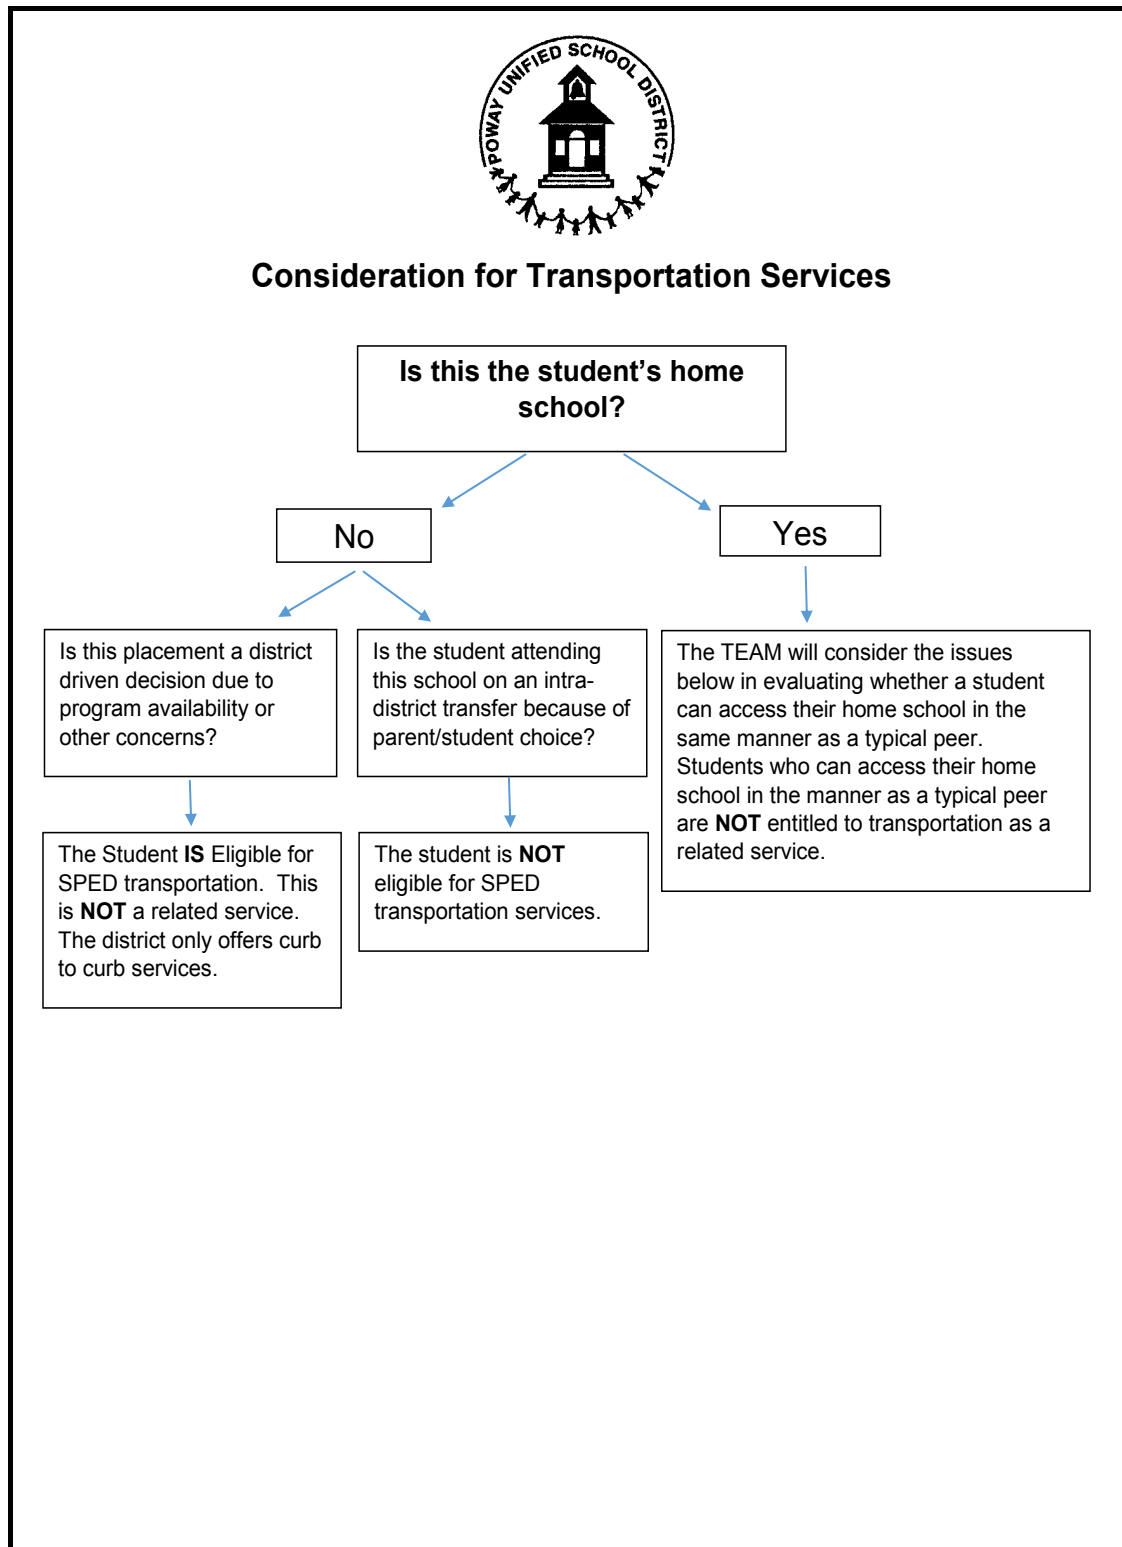 POWAY UNIFIED SCHOOL DISTRICT
Consideration for Transportation Services
Is this the student’s home
school?
No
Yes
Is this placement a district
driven decision due to
program availability or
other concerns?
Is the student attending
this school on an intra-
district transfer because of
parent/student choice?
The TEAM will consider the issues
below in evaluating whether a student
can access their home school in the
same manner as a typical peer.
Students who can access their home
school in the manner as a typical peer
are NOT entitled to transportation as a
related service.
The Student IS Eligible for
SPED transportation.  This
is NOT a related service.
The district only offers curb
to curb services.
The student is NOT
eligible for SPED
transportation services.